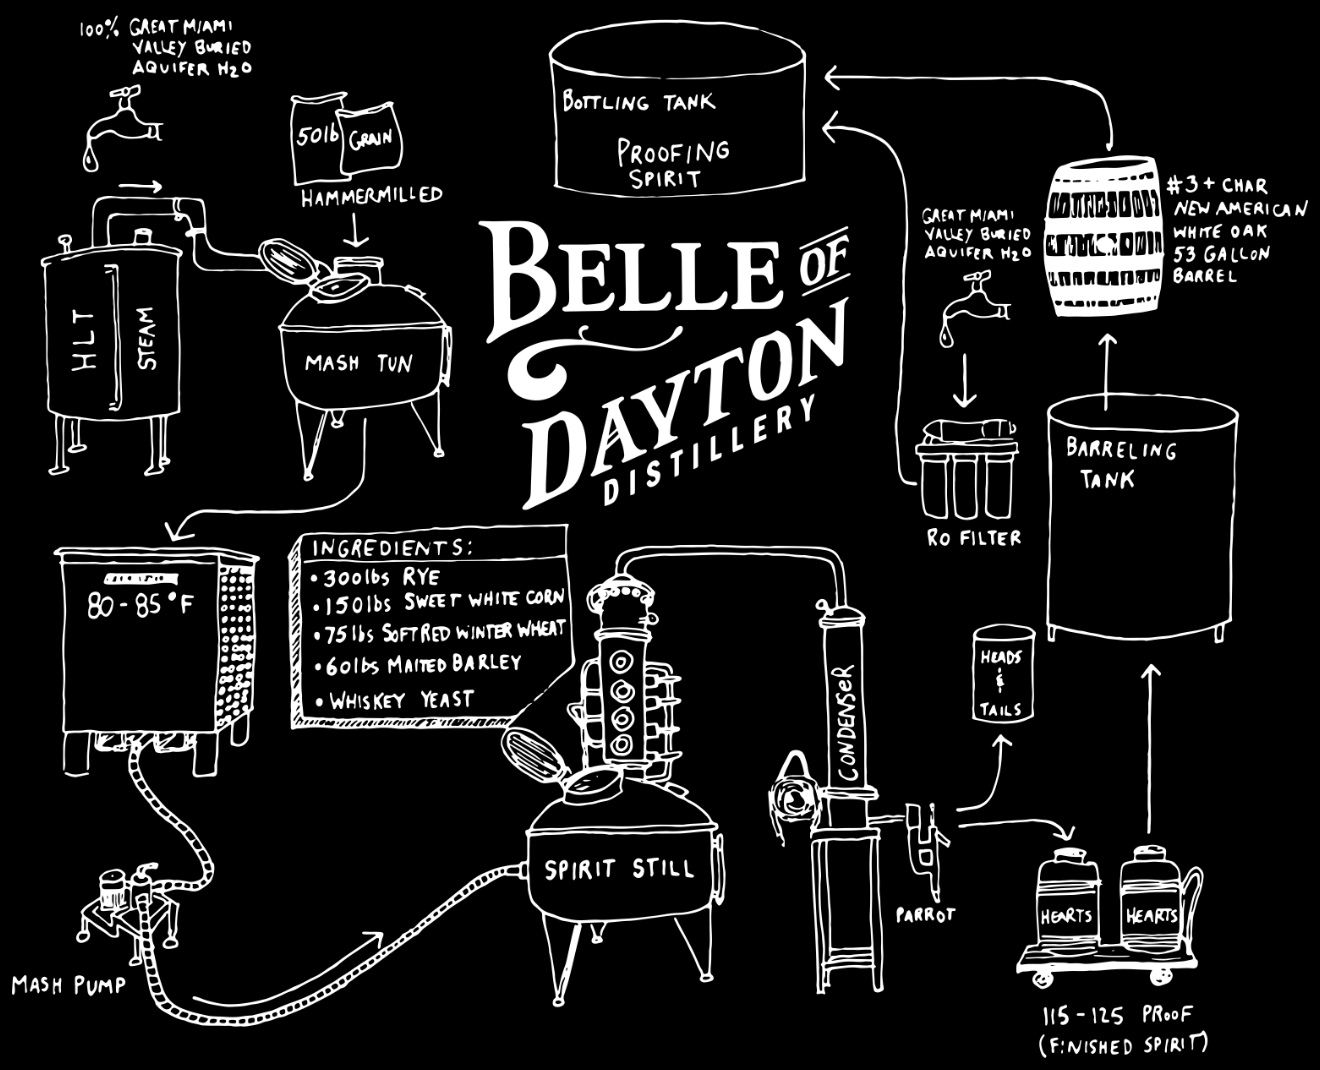 100% GREAT MIAMI
VALLEY BURIED
AQUIFER H2O
50lb
GRAIN
HAMMERMILLED
HLT
STEAM
MASH TUN
BOTTLING TANK
PROOFING
SPIRIT
BELLE OF
DAYTON
DISTILLERY
GREAT MIAMI
VALLEY BURIED
AQUIFER H2O
#3+ CHAR
NEW AMERICAN
WHITE OAK
53 GALLON
BARREL
RO FILTER
BARRELING
TANK
80-85°F
INGREDIENTS:
•300lbs RYE
•150lbs SWEET WHITE CORN
•75lbs SOFT RED WINTER WHEAT
•60lbs MALTED BARLEY
•WHISKEY YEAST
MASH PUMP
SPIRIT STILL
CONDENSER
PARROT
HEADS
&
TAILS
HEARTS
HEARTS
115-125 PROOF
(FINISHED SPIRIT)